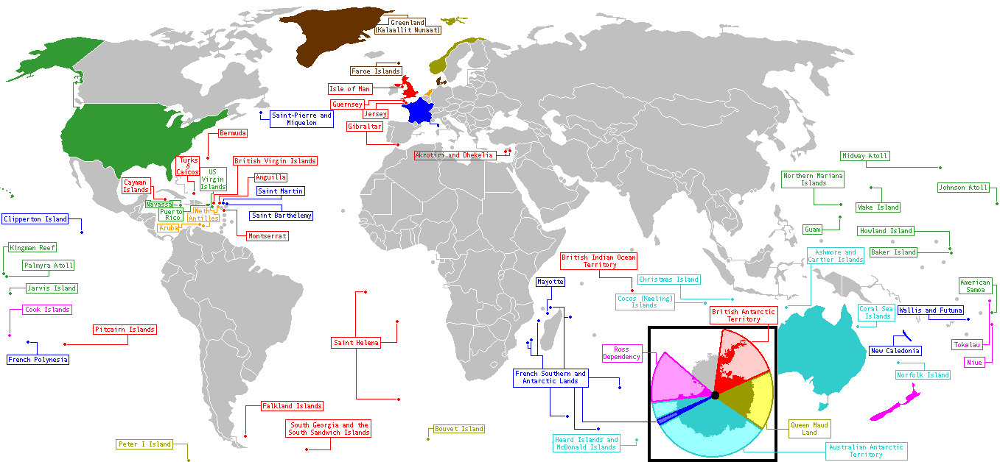 Greenland
(Kalaallit Nunaat)
Faroe Islands
Isle of Man
Guernsey
Jersey
Gibraltar
Saint-Pierre and
Miquelon
Bermuda
Akrotiri and Dhekelia
Turks
&
Caicos
British Virgin Islands
US
Virgin
Islands
Anguilla
Cayman
Islands
Saint Martin
Navassa
Puerto
Rico
Neth
Antilles
Saint Barthélemy
Aruba
Montserrat
Clipperton Island
Kingman Reef
Palmyra Atoll
Jarvis Island
Cook Islands
Pitcairn Islands
French Polynesia
Midway Atoll
Northern Mariana
Islands
Johnson Atoll
Wake Island
Guam
Howland Island
Baker Island
Ashmore and
Cartier Islands
British Indian Ocean
Territory
Christmas Island
Mayotte
Cocos (Keeling)
Islands
American
Samoa
British Antarctic
Territory
Coral Sea
Islands
Wallis and Futuna
Saint Helena
Ross
Dependency
New Caledonia
Tokelau
Niue
French Southern and
Antarctic Lands
Norfolk Island
Falkland Islands
South Georgia and the
South Sandwich Islands
Bouvet Island
Queen Maud
Land
Peter I Island
Heard Islands and
McDonald Islands
Australian Antarctic
Territory